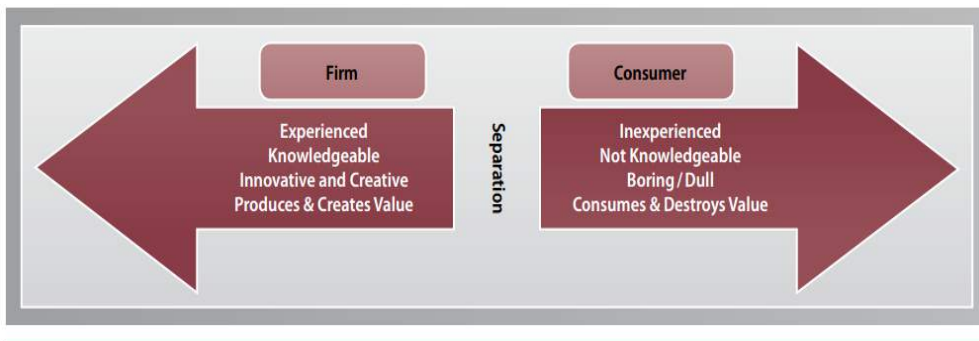 Firm
Experienced
Knowledgeable
Innovative and Creative
Produces & Creates Value
Separation
Consumer
Inexperienced
Not Knowledgeable
Boring / Dull
Consumes & Destroys Value